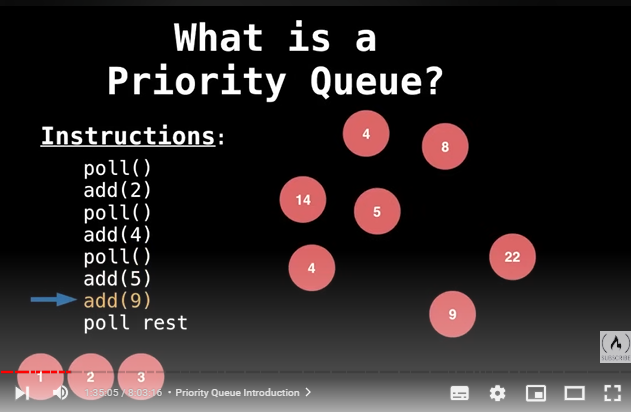 What is a
Priority Queue?
Instructions:
poll()
add(2)
poll()
add(4)
poll()
add(5)
add(9)
poll rest
4
8
14
5
4
22
9
SUBSCRIBE
1
2
3
1:35:05 / 8:03:16 • Priority Queue Introduction >